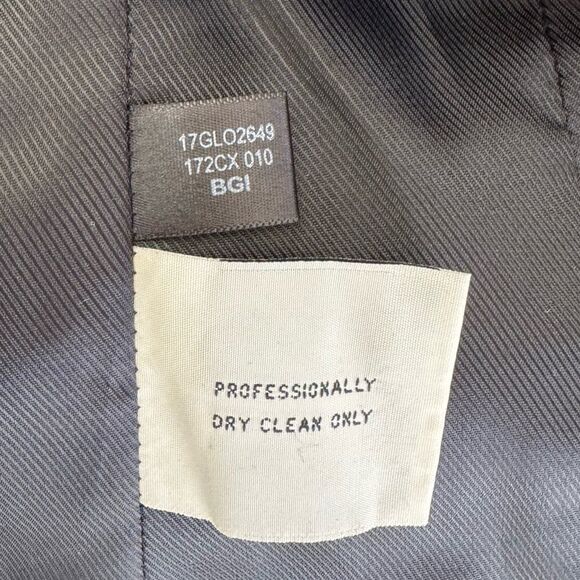 17GLO2649
172CX 010
BGI
PROFESSIONALLY
DRY CLEAN ONLY